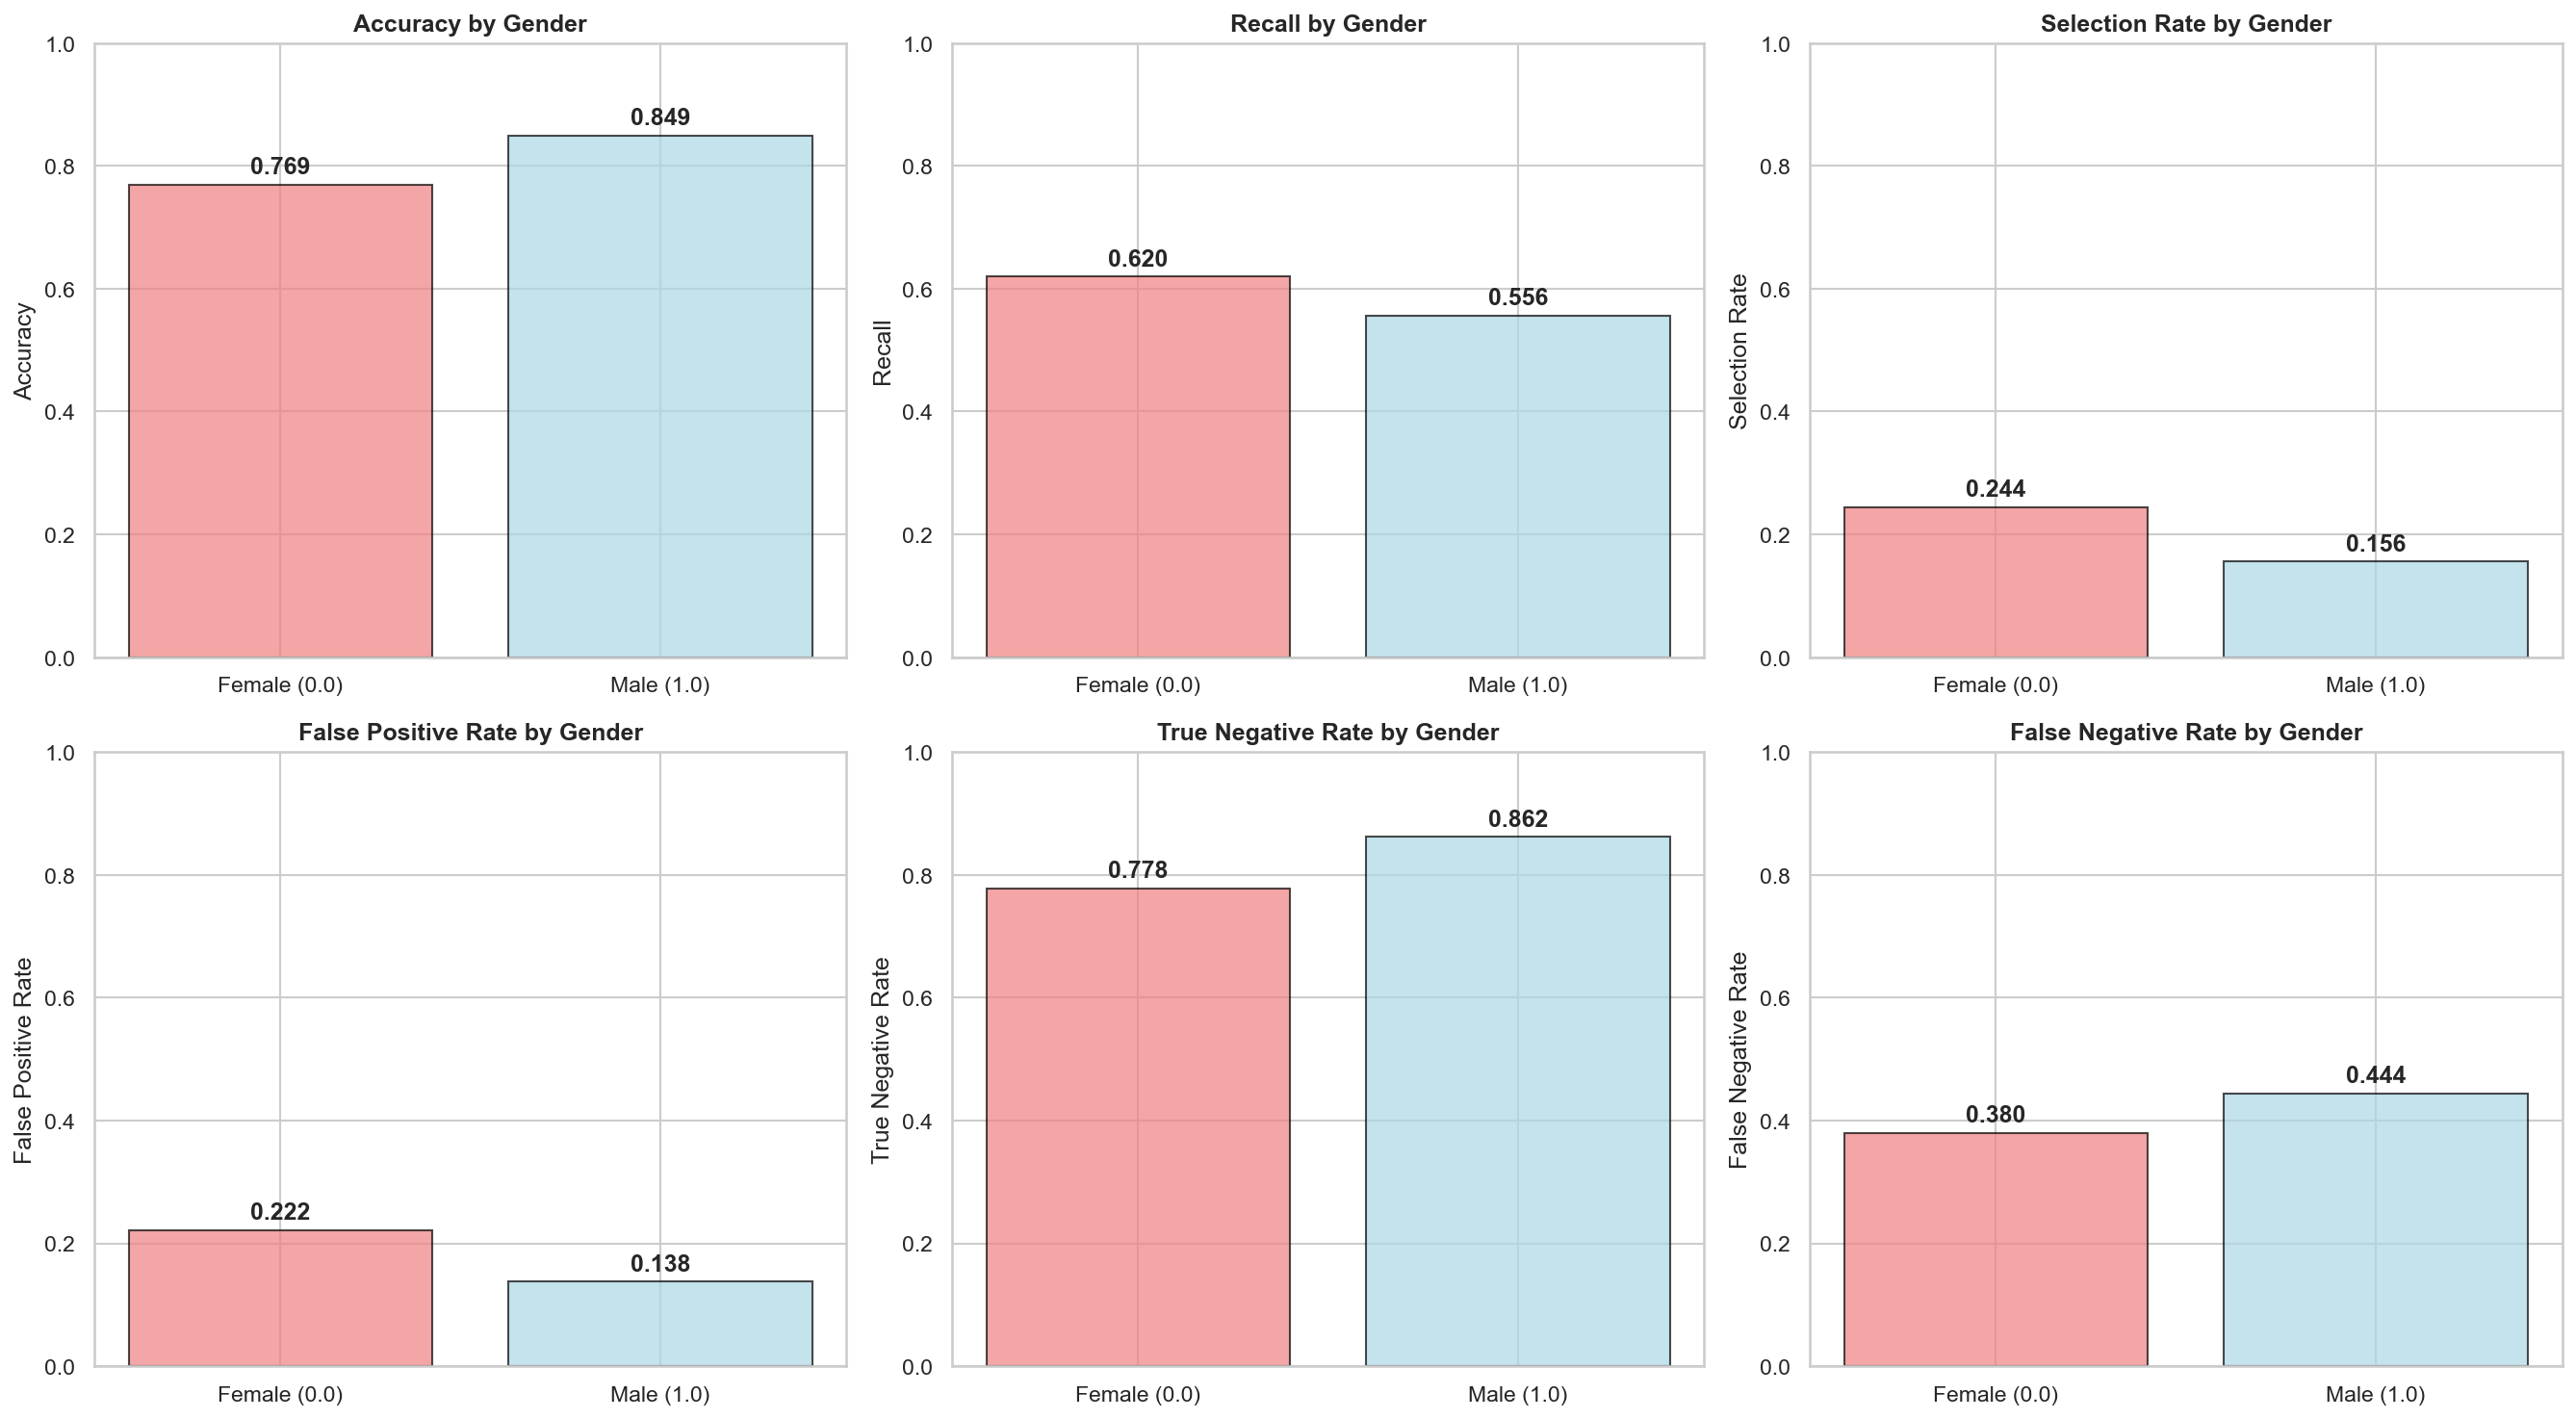 Accuracy by Gender
1.0
0.8
0.6
0.4
0.2
0.0
Accuracy
0.769
0.849
Female (0.0)
Male (1.0)
Recall by Gender
1.0
0.8
0.6
0.4
0.2
0.0
Recall
0.620
0.556
Female (0.0)
Male (1.0)
Selection Rate by Gender
1.0
0.8
0.6
0.4
0.2
0.0
Selection Rate
0.244
0.156
Female (0.0)
Male (1.0)
False Positive Rate by Gender
1.0
0.8
0.6
0.4
0.2
0.0
False Positive Rate
0.222
0.138
Female (0.0)
Male (1.0)
True Negative Rate by Gender
1.0
0.8
0.6
0.4
0.2
0.0
True Negative Rate
0.778
0.862
Female (0.0)
Male (1.0)
False Negative Rate by Gender
1.0
0.8
0.6
0.4
0.2
0.0
False Negative Rate
0.380
0.444
Female (0.0)
Male (1.0)